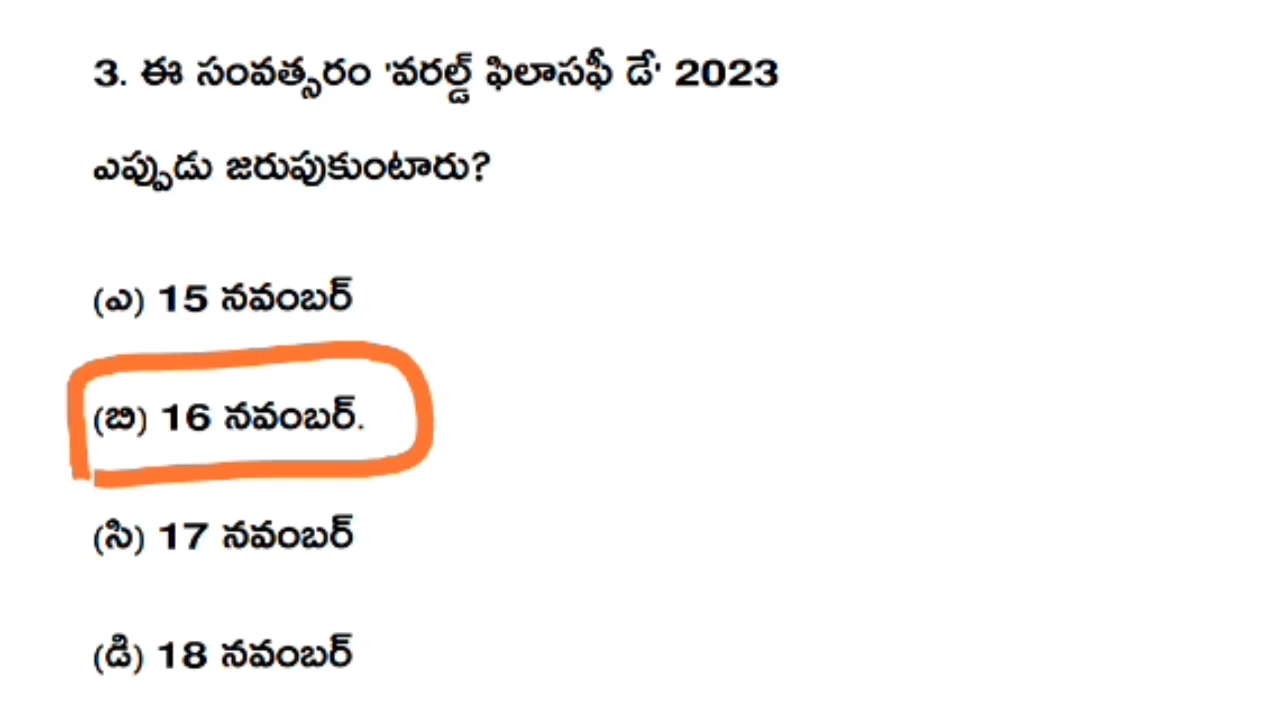 3. ఈ సంవత్సరం 'వరల్డ్ ఫిలాసఫీ డే' 2023
ఎప్పుడు జరుపుకుంటారు?
(ఎ) 15 నవంబర్
(బి) 16 నవంబర్.
(సి) 17 నవంబర్
(డి) 18 నవంబర్